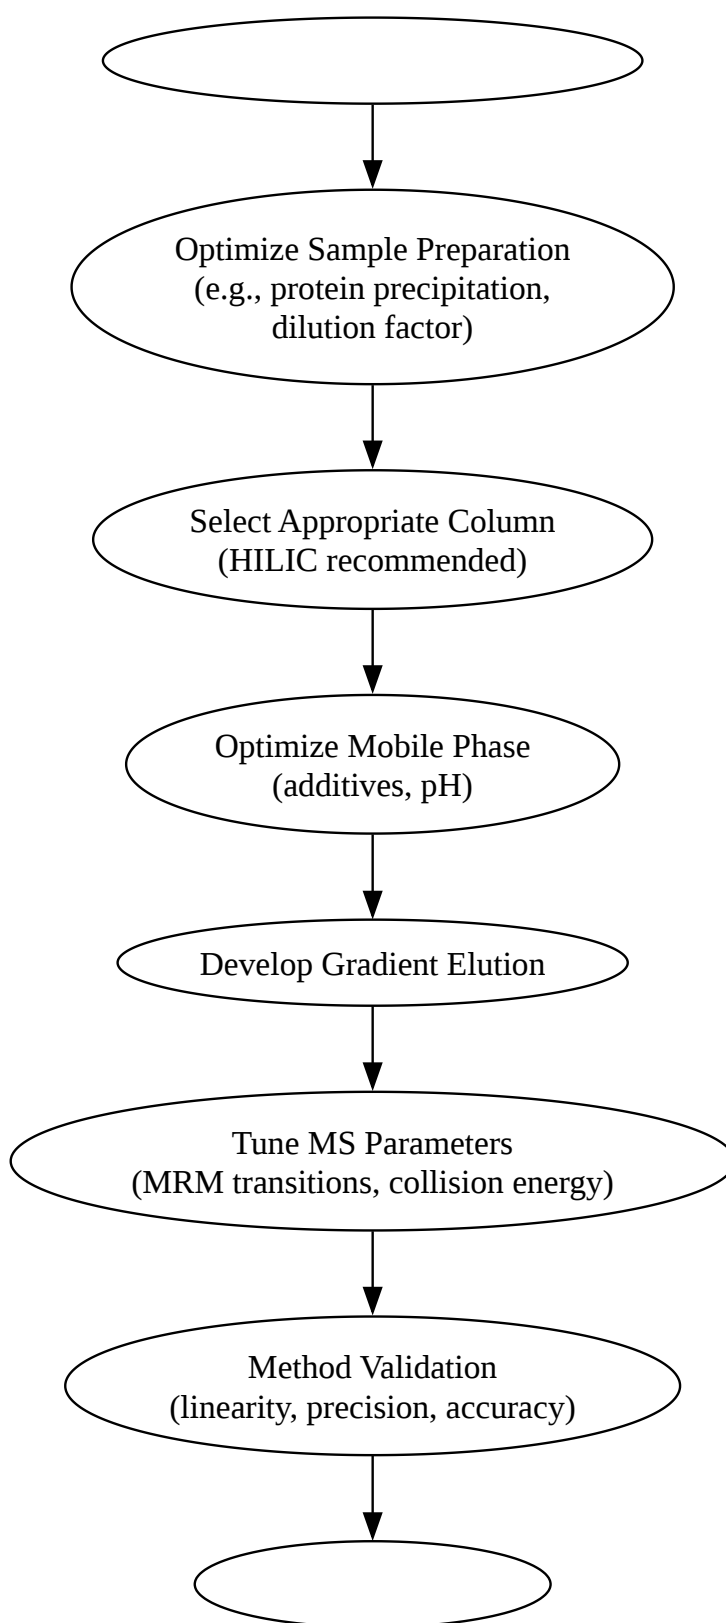 Optimize Sample Preparation
(e.g., protein precipitation,
dilution factor)
Select Appropriate Column
(HILIC recommended)
Optimize Mobile Phase
(additives, pH)
Develop Gradient Elution
Tune MS Parameters
(MRM transitions, collision energy)
Method Validation
(linearity, precision, accuracy)